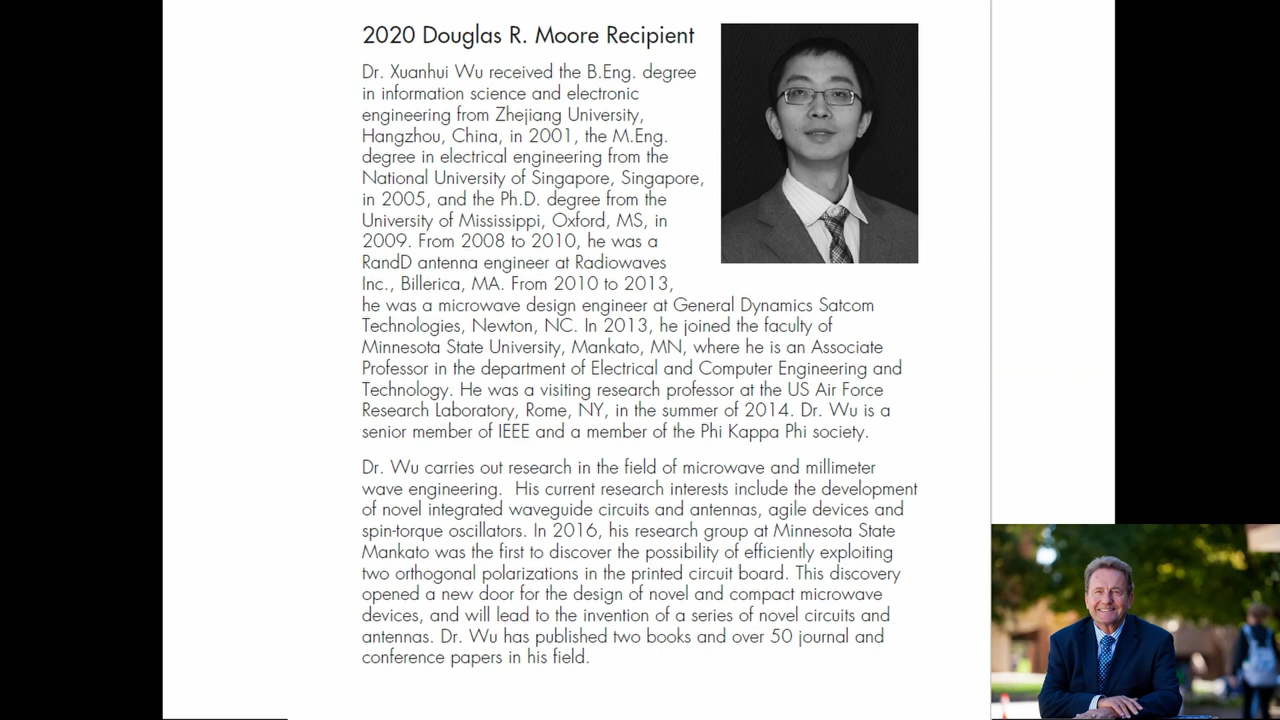 2020 Douglas R. Moore Recipient
Dr. Xuanhui Wu received the B.Eng. degree
in information science and electronic
engineering from Zhejiang University,
Hangzhou, China, in 2001, the M.Eng.
degree in electrical engineering from the
National University of Singapore, Singapore,
in 2005, and the Ph.D. degree from the
University of Mississippi, Oxford, MS, in
2009. From 2008 to 2010, he was a
RandD antenna engineer at Radiowaves
Inc., Billerica, MA. From 2010 to 2013,
he was a microwave design engineer at General Dynamics Satcom
Technologies, Newton, NC. In 2013, he joined the faculty of
Minnesota State University, Mankato, MN, where he is an Associate
Professor in the department of Electrical and Computer Engineering and
Technology. He was a visiting research professor at the US Air Force
Research Laboratory, Rome, NY, in the summer of 2014. Dr. Wu is a
senior member of IEEE and a member of the Phi Kappa Phi society.
Dr. Wu carries out research in the field of microwave and millimeter
wave engineering.  His current research interests include the development
of novel integrated waveguide circuits and antennas, agile devices and
spin-torque oscillators. In 2016, his research group at Minnesota State
Mankato was the first to discover the possibility of efficiently exploiting
two orthogonal polarizations in the printed circuit board. This discovery
opened a new door for the design of novel and compact microwave
devices, and will lead to the invention of a series of novel circuits and
antennas. Dr. Wu has published two books and over 50 journal and
conference papers in his field.